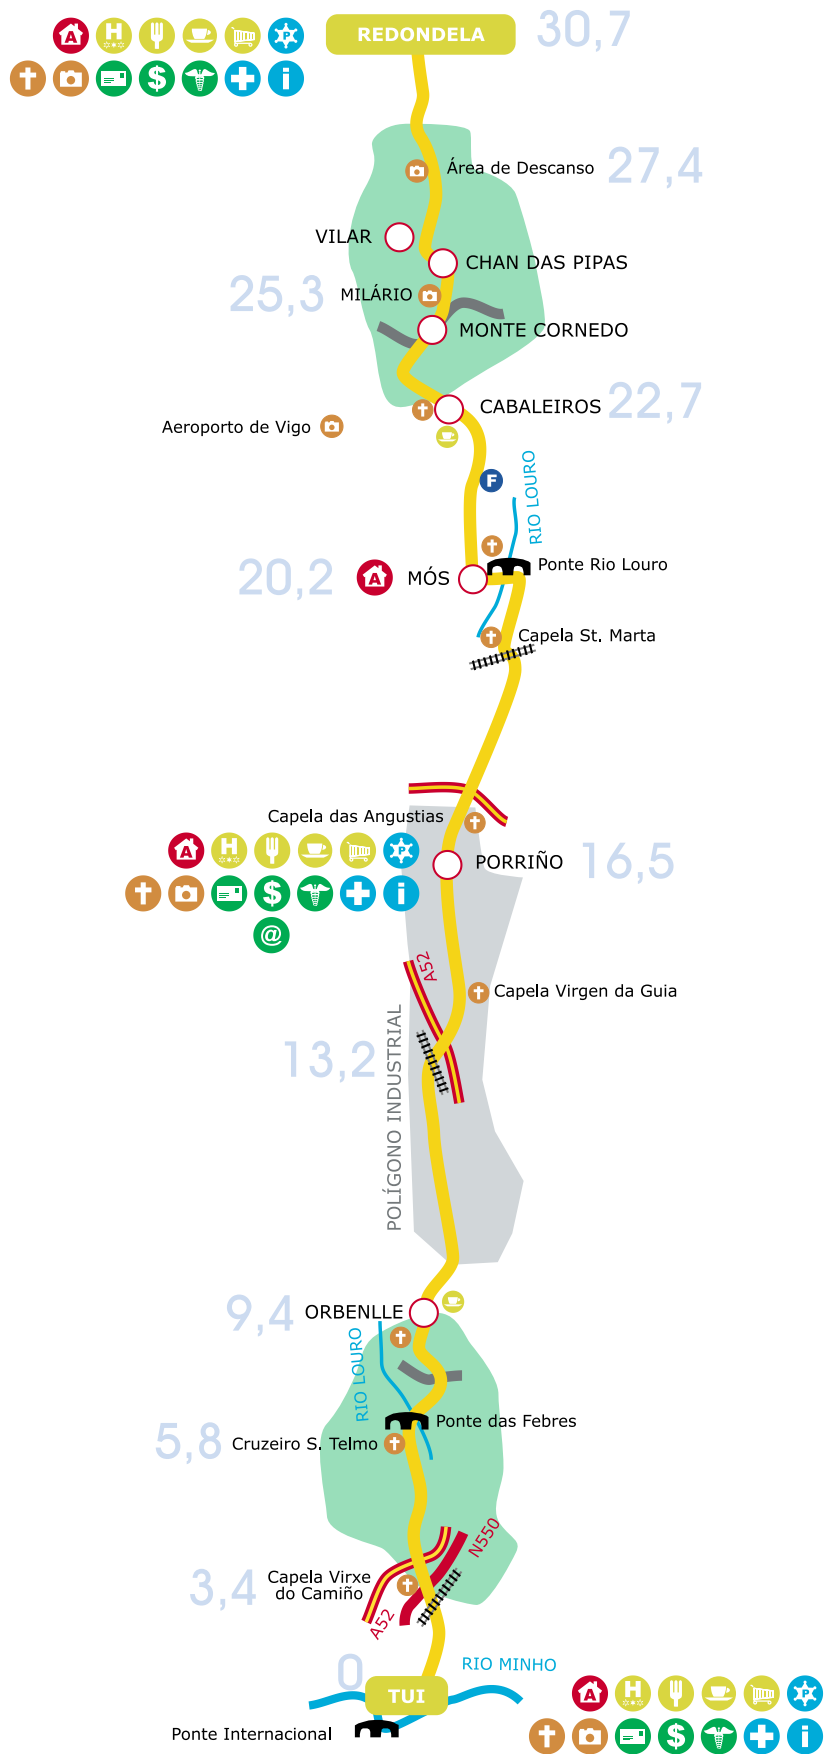 REDONDELA
30,7
Área de Descanso
27,4
VILAR
CHAN DAS PIPAS
25,3
MILÁRIO
MONTE CORNEDO
CABALEIROS
22,7
Aeroporto de Vigo
F
RIO LOURO
20,2
A
MÓS
Ponte Rio Louro
Capela St. Marta
Capela das Angustias
PORRIÑO
16,5
A H P
$ i
@
A52
Capela Virgen da Guia
13,2
POLÍGONO INDUSTRIAL
9,4
ORBENLLE
RIO LOURO
Ponte das Febres
5,8
Cruzeiro S. Telmo
N550
3,4
Capela Virxe
do Camiño
A52
0
RIO MINHO
TUI
Ponte Internacional
A H P
$ i
A H P
$ i